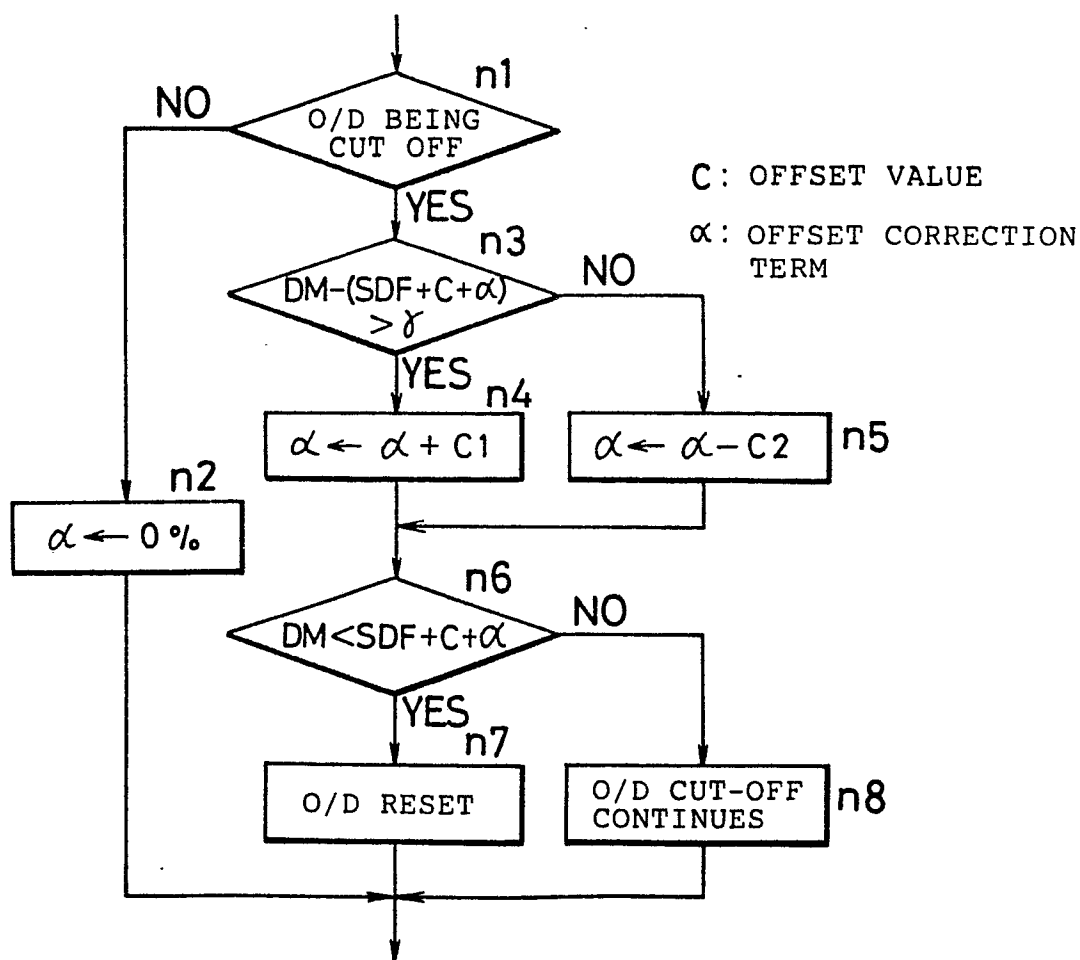 n1
NO
O/D BEING
CUT OFF
YES
C: OFFSET VALUE
α: OFFSET CORRECTION
TERM
n3
NO
DM-(SDF+C+α)
>γ
YES
n4
α ← α + C1
α ← α - C2
n5
n2
α ← 0 %
n6
NO
DM<SDF+C+α
YES
n7
O/D RESET
O/D CUT-OFF
CONTINUES
n8